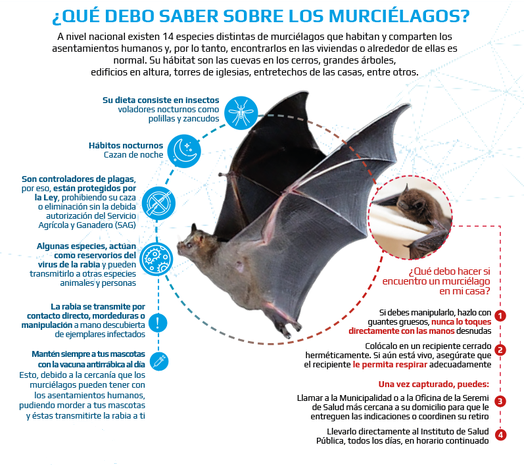 ¿QUÉ DEBO SABER SOBRE LOS MURCIÉLAGOS?
A nivel nacional existen 14 especies distintas de murciélagos que habitan y comparten los
asentamientos humanos y, por lo tanto, encontrarlos en las viviendas o alrededor de ellas es
normal. Su hábitat son las cuevas en los cerros, grandes árboles,
edificios en altura, torres de iglesias, entretechos de las casas, entre otros.
Su dieta consiste en insectos
voladores nocturnos como
polillas y zancudos
Hábitos nocturnos
Cazan de noche
Son controladores de plagas,
por eso, están protegidos por
la Ley, prohibiendo su caza
o eliminación sin la debida
autorización del Servicio
Agrícola y Ganadero (SAG)
Algunas especies, actúan
como reservorios del
virus de la rabia y pueden
transmitirlo a otras especies
animales y personas
La rabia se transmite por
contacto directo, mordeduras o
manipulación a mano descubierta
de ejemplares infectados
Mantén siempre a tus mascotas
con la vacuna antirrábica al día
Esto, debido a la cercanía que los
murciélagos pueden tener con
los asentamientos humanos,
pudiendo morder a tus mascotas
y éstas transmitirte la rabia a ti
¿Qué debo hacer si
encuentro un murciélago
en mi casa?
Si debes manipularlo, hazlo con
guantes gruesos, nunca lo toques
directamente con las manos desnudas
1
Colócalo en un recipiente cerrado
herméticamente. Si aún está vivo, asegúrate que
el recipiente le permita respirar adecuadamente
2
Una vez capturado, puedes:
Llamar a la Municipalidad o a la Oficina de la Seremi
de Salud más cercana a su domicilio para que le
entreguen las indicaciones o coordinen su retiro
3
Llevarlo directamente al Instituto de Salud
Pública, todos los días, en horario continuado
4